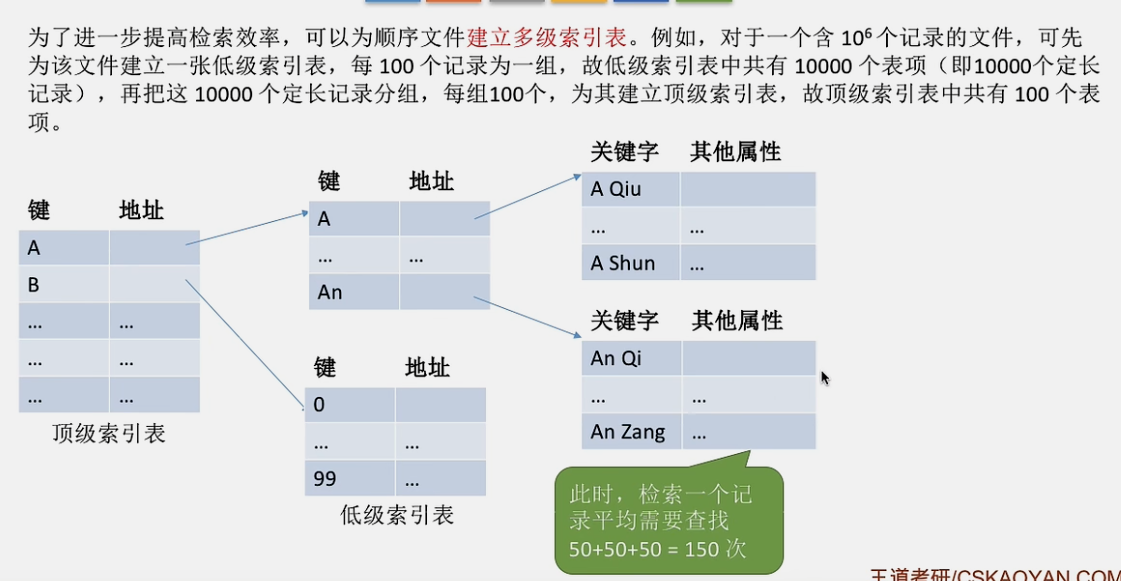 为了进一步提高检索效率，可以为顺序文件建立多级索引表。例如，对于一个含 10⁶ 个记录的文件，可先
为该文件建立一张低级索引表，每 100 个记录为一组，故低级索引表中共有 10000 个表项（即10000个定长
记录），再把这 10000 个定长记录分组，每组100个，为其建立顶级索引表，故顶级索引表中共有 100 个表
项。
键 地址
A
B
... ...
... ...
... ...
顶级索引表
键 地址
A
... ...
An
键 地址
0
... ...
99 ...
低级索引表
关键字 其他属性
A Qiu
... ...
A Shun ...
关键字 其他属性
An Qi
... ...
An Zang ...
此时，检索一个记
录平均需要查找
50+50+50 = 150 次
王道考研/CSKAOYAN.COM